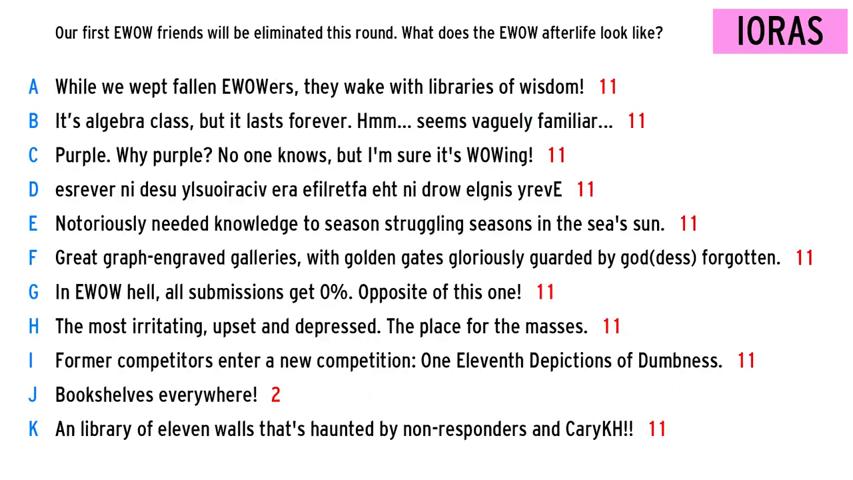 Our first EWOW friends will be eliminated this round. What does the EWOW afterlife look like?
IORAS
A While we wept fallen EWOWers, they wake with libraries of wisdom! 11
B It's algebra class, but it lasts forever. Hmm... seems vaguely familiar... 11
C Purple. Why purple? No one knows, but I'm sure it's WOWing! 11
D esrever ni desu ylsuoiraciv era efilretfa eht ni drow elgnis yrevE 11
E Notoriously needed knowledge to season struggling seasons in the sea's sun. 11
F Great graph-engraved galleries, with golden gates gloriously guarded by god(dess) forgotten. 11
G In EWOW hell, all submissions get 0%. Opposite of this one! 11
H The most irritating, upset and depressed. The place for the masses. 11
I Former competitors enter a new competition: One Eleventh Depictions of Dumbness. 11
J Bookshelves everywhere! 2
K An library of eleven walls that's haunted by non-responders and CaryKH!! 11